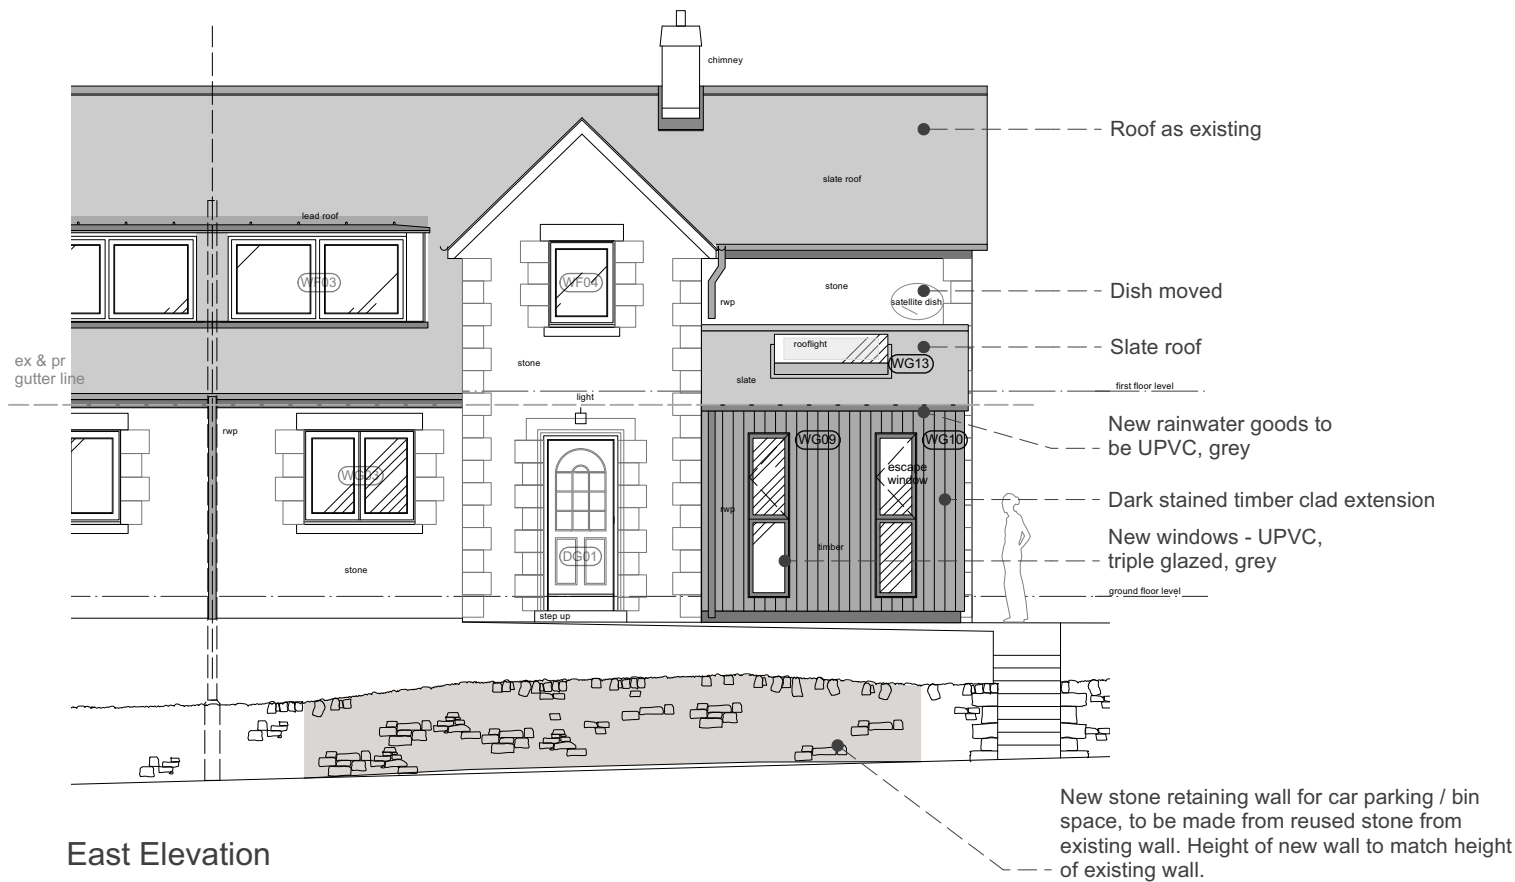 chimney
Roof as existing
slate roof
lead roof
WF03
WF04
stone
Dish moved
satellite dish
rwp
rooflight
Slate roof
WG13
stone
ex & pr
gutter line
slate
first floor level
light
New rainwater goods to
be UPVC, grey
rwp
WG09
WG10
WG03
escape
window
Dark stained timber clad extension
rwp
New windows - UPVC,
triple glazed, grey
timber
DG01
stone
ground floor level
step up
New stone retaining wall for car parking / bin
space, to be made from reused stone from
existing wall. Height of new wall to match height
of existing wall.
East Elevation